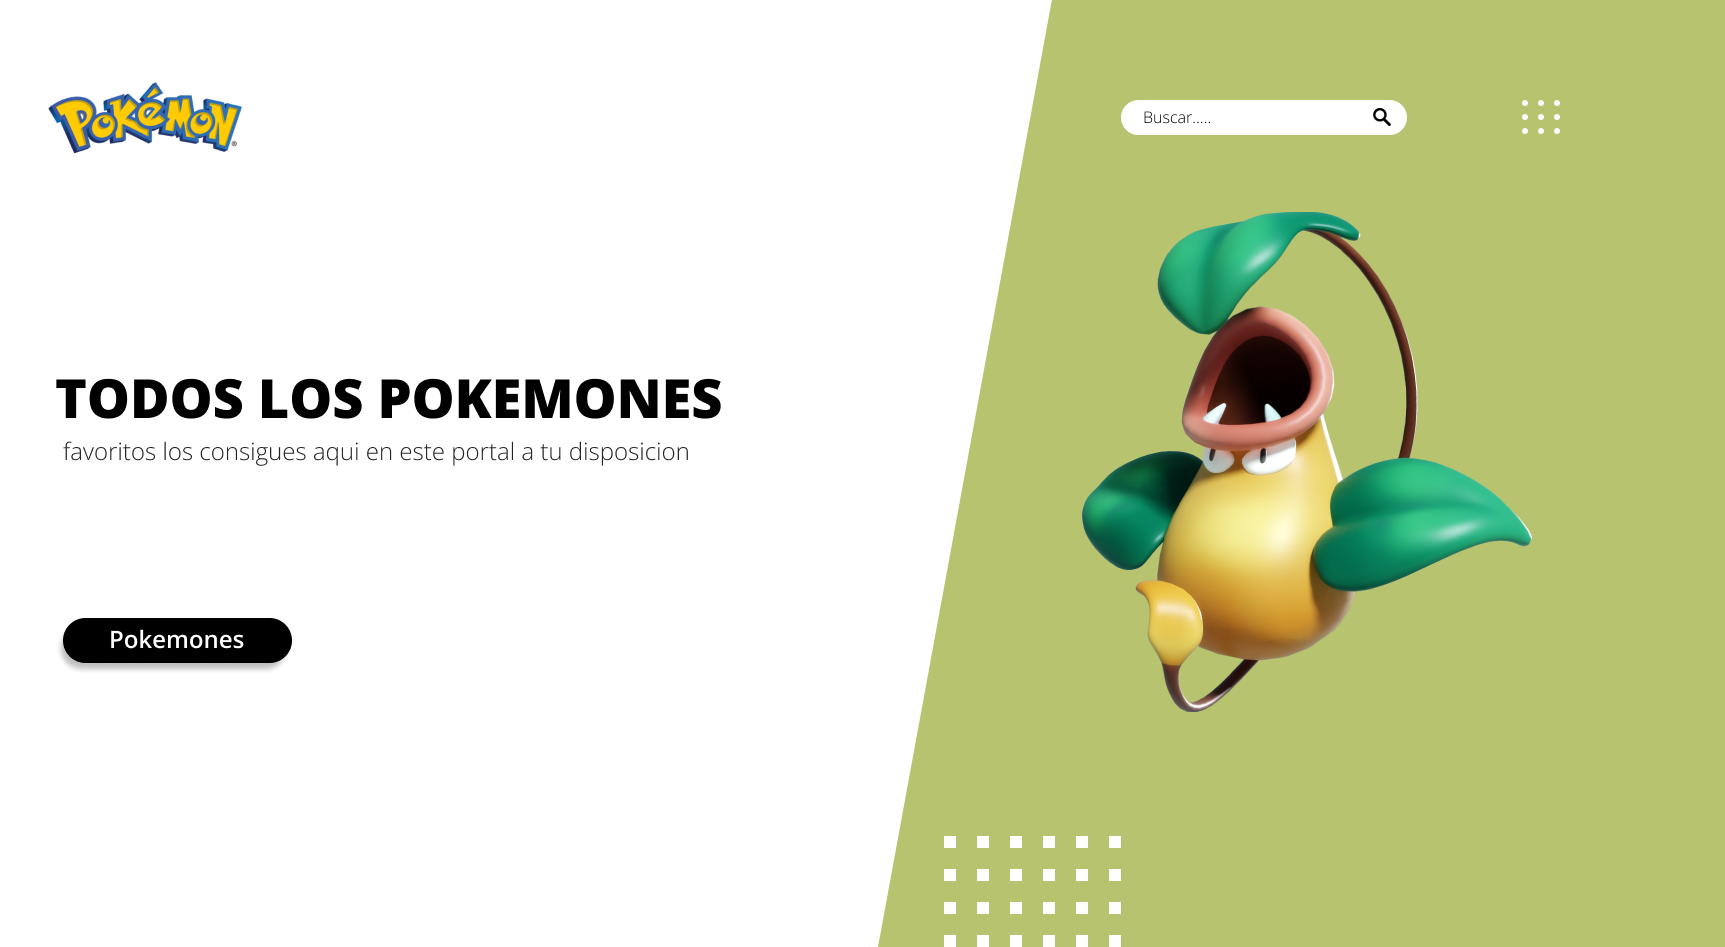 Pokémon
Buscar.....
TODOS LOS POKEMONES
favoritos los consigues aqui en este portal a tu disposicion
Pokemones